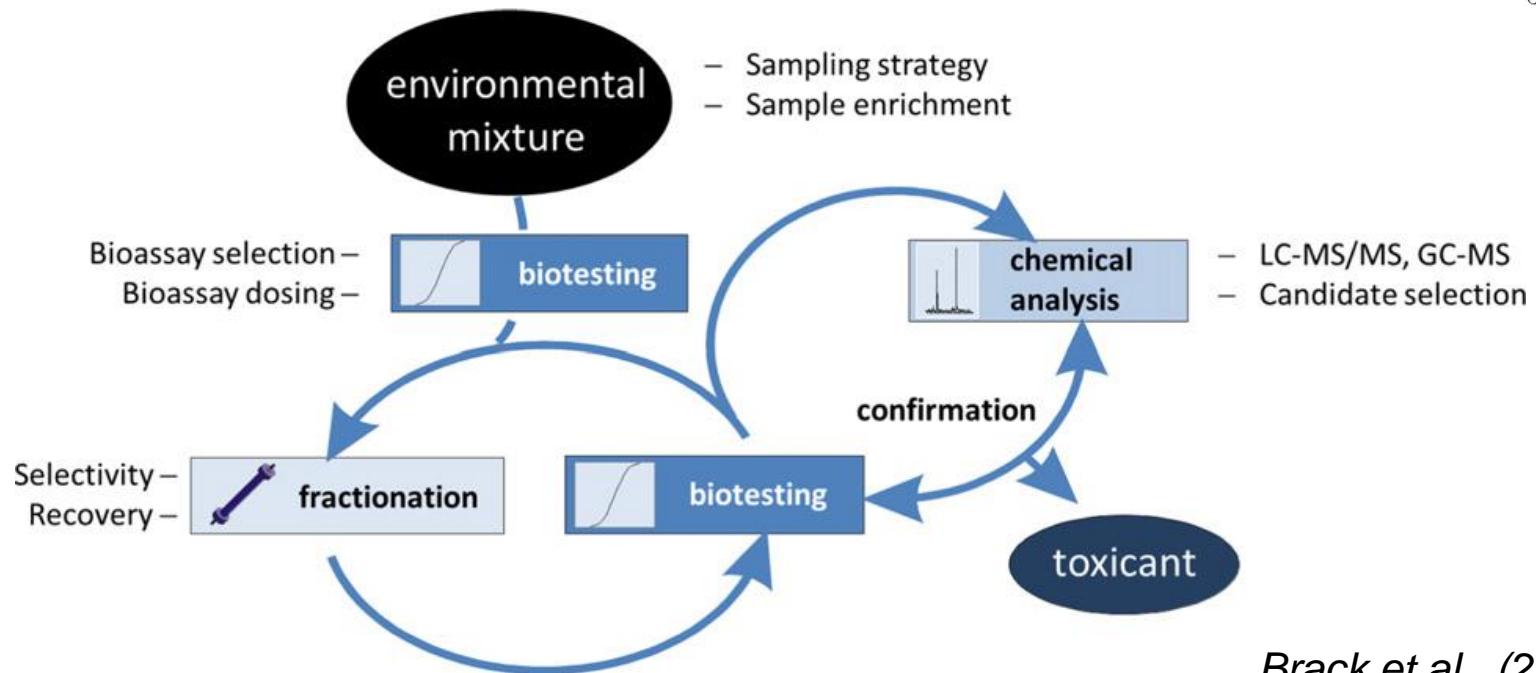 environmental
mixture
– Sampling strategy
– Sample enrichment
Bioassay selection –
Bioassay dosing –
biotesting
chemical
analysis
– LC-MS/MS, GC-MS
– Candidate selection
confirmation
Selectivity –
Recovery –
fractionation
biotesting
toxicant